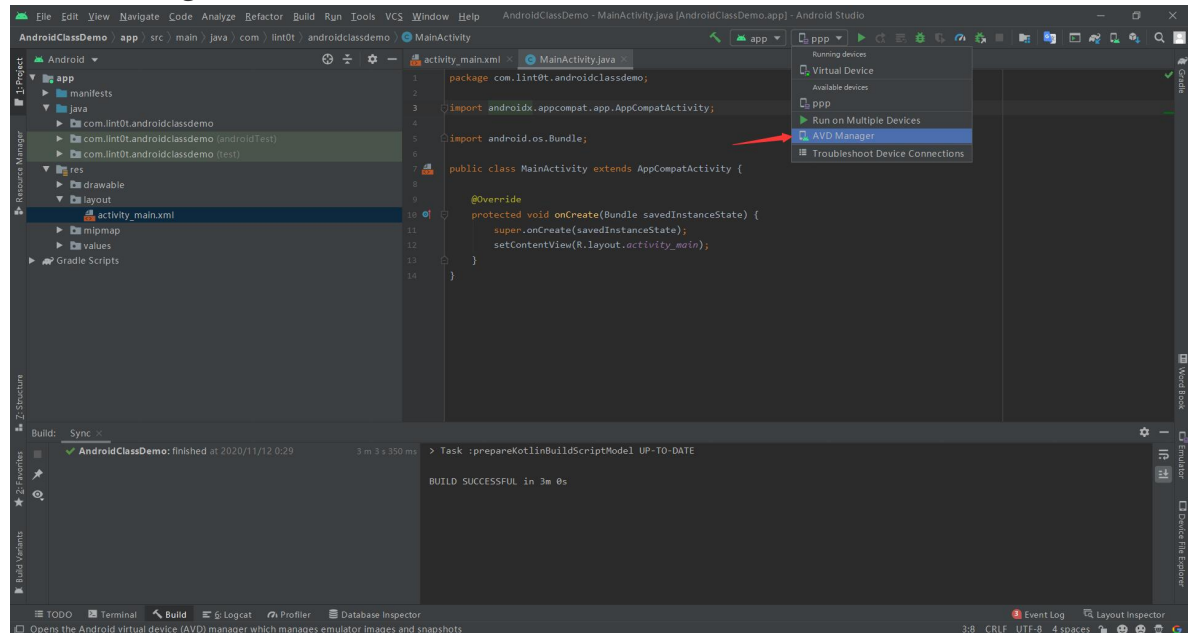 File Edit View Navigate Code Analyze Refactor Build Run Tools VCS Window Help AndroidClassDemo - MainActivity.java [AndroidClassDemo.app] - Android Studio
AndroidClassDemo app src main java com lint0t androidclassdemo MainActivity
app ppp
Running devices
Virtual Device
Available devices
ppp
Run on Multiple Devices
AVD Manager
Troubleshoot Device Connections
1: Project
Resource Manager
Android
app
manifests
java
com.lint0t.androidclassdemo
com.lint0t.androidclassdemo (androidTest)
com.lint0t.androidclassdemo (test)
res
drawable
layout
activity_main.xml
mipmap
values
Gradle Scripts
activity_main.xml MainActivity.java
1 package com.lint0t.androidclassdemo;
2
3 import androidx.appcompat.app.AppCompatActivity;
4
5 import android.os.Bundle;
6
7 public class MainActivity extends AppCompatActivity {
8
9 @Override
10 protected void onCreate(Bundle savedInstanceState) {
11 super.onCreate(savedInstanceState);
12 setContentView(R.layout.activity_main);
13 }
14 }
Gradle
Word Book
Emulator
Device File Explorer
Z: Structure
2: Favorites
Build Variants
Build: Sync
AndroidClassDemo: finished at 2020/11/12 0:29 3 m 3 s 350 ms
> Task :prepareKotlinBuildScriptModel UP-TO-DATE
BUILD SUCCESSFUL in 3m 0s
TODO Terminal Build 6: Logcat Profiler Database Inspector 3 Event Log Layout Inspector
Opens the Android virtual device (AVD) manager which manages emulator images and snapshots 3:8 CRLF UTF-8 4 spaces